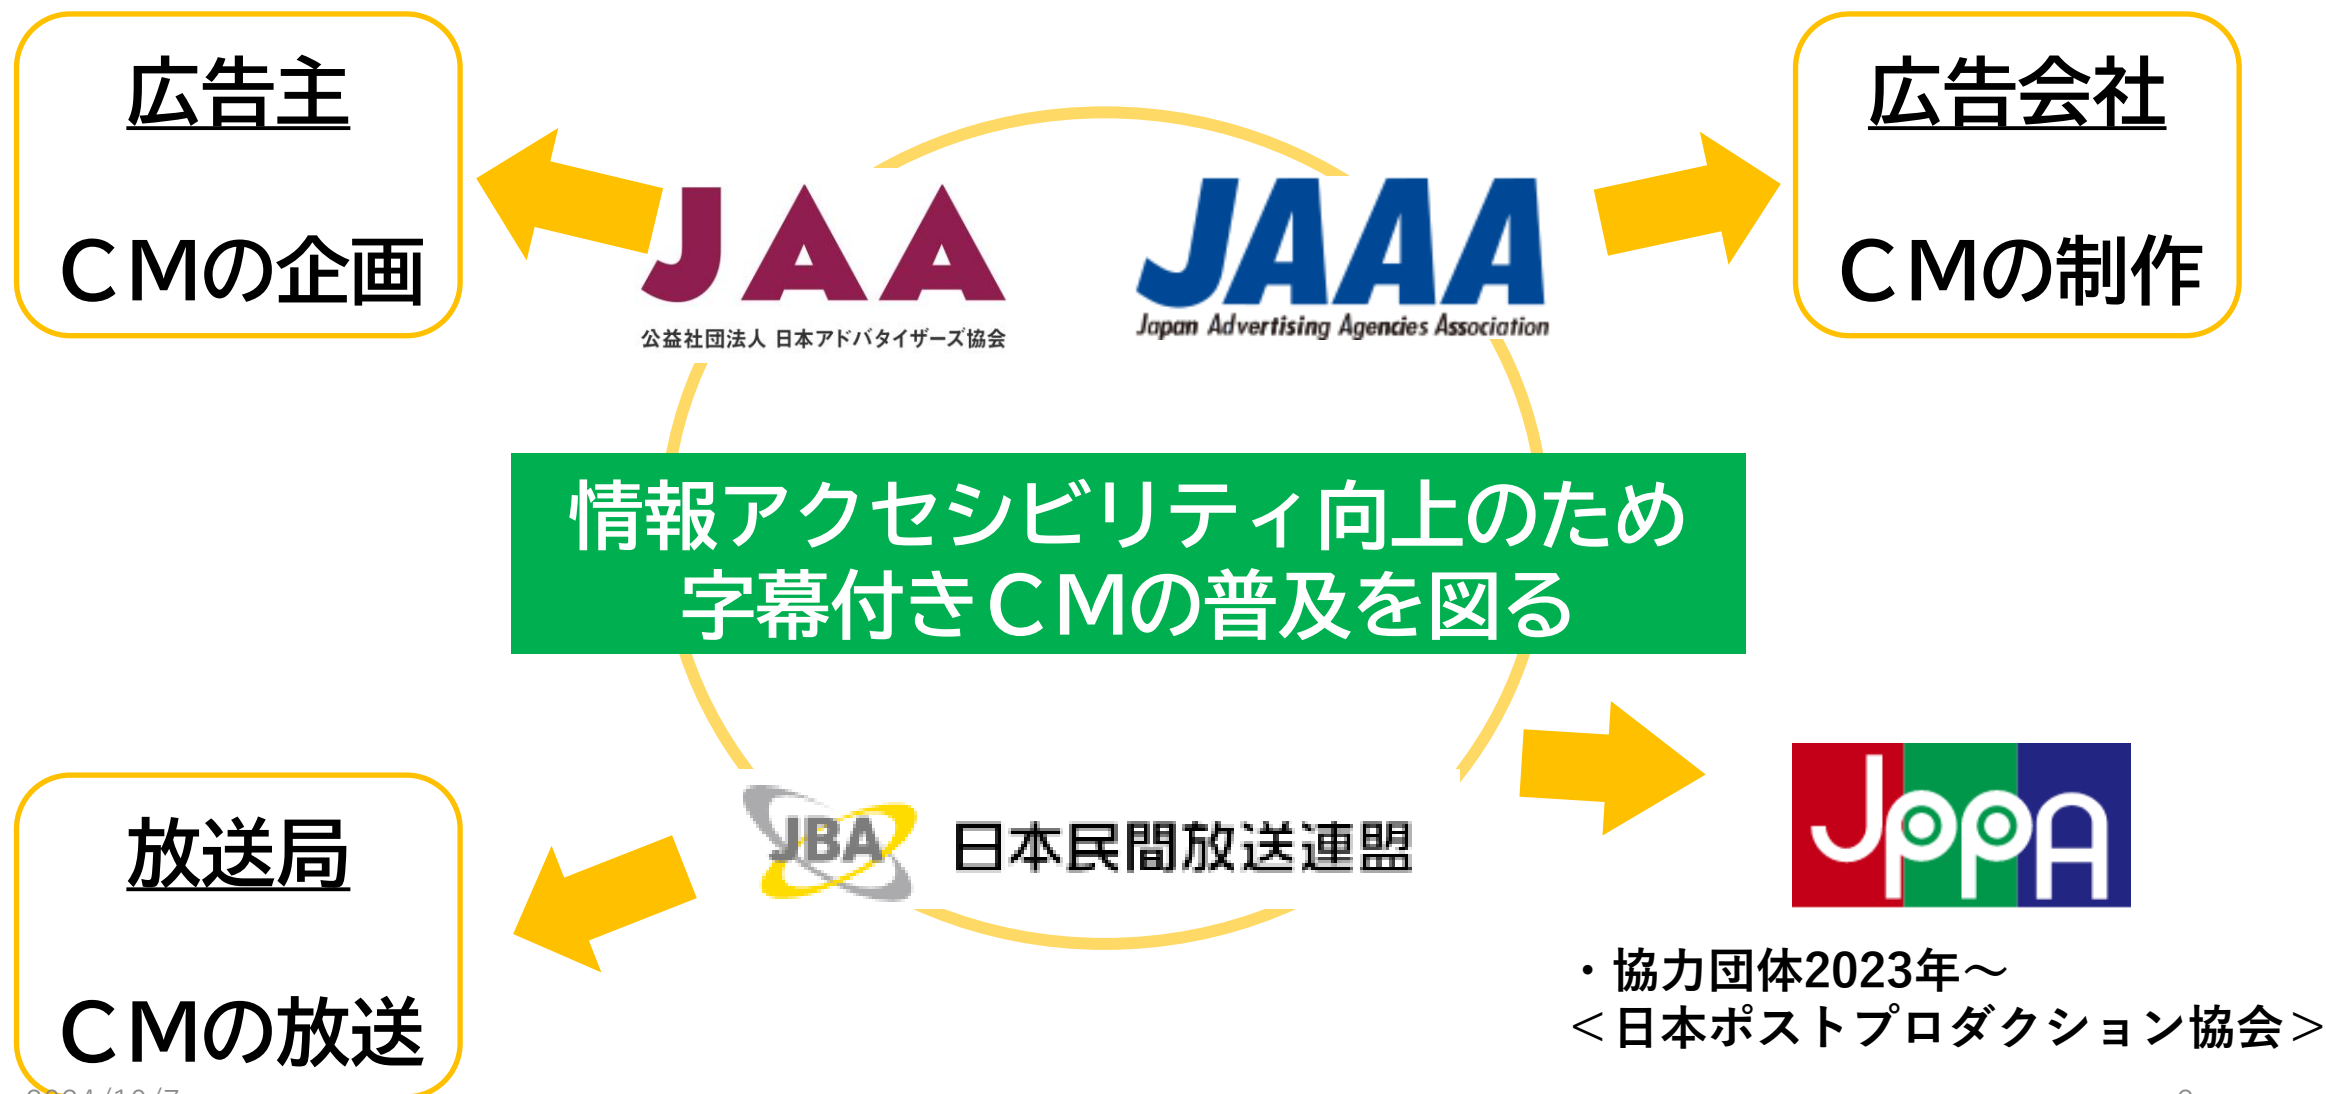 広告主
ＣＭの企画
広告会社
ＣＭの制作
JAA
公益社団法人 日本アドバタイザーズ協会
JAAA
Japan Advertising Agencies Association
情報アクセシビリティ向上のため
字幕付きＣＭの普及を図る
放送局
ＣＭの放送
JBA 日本民間放送連盟
JPPA
・協力団体2023年～
＜日本ポストプロダクション協会＞